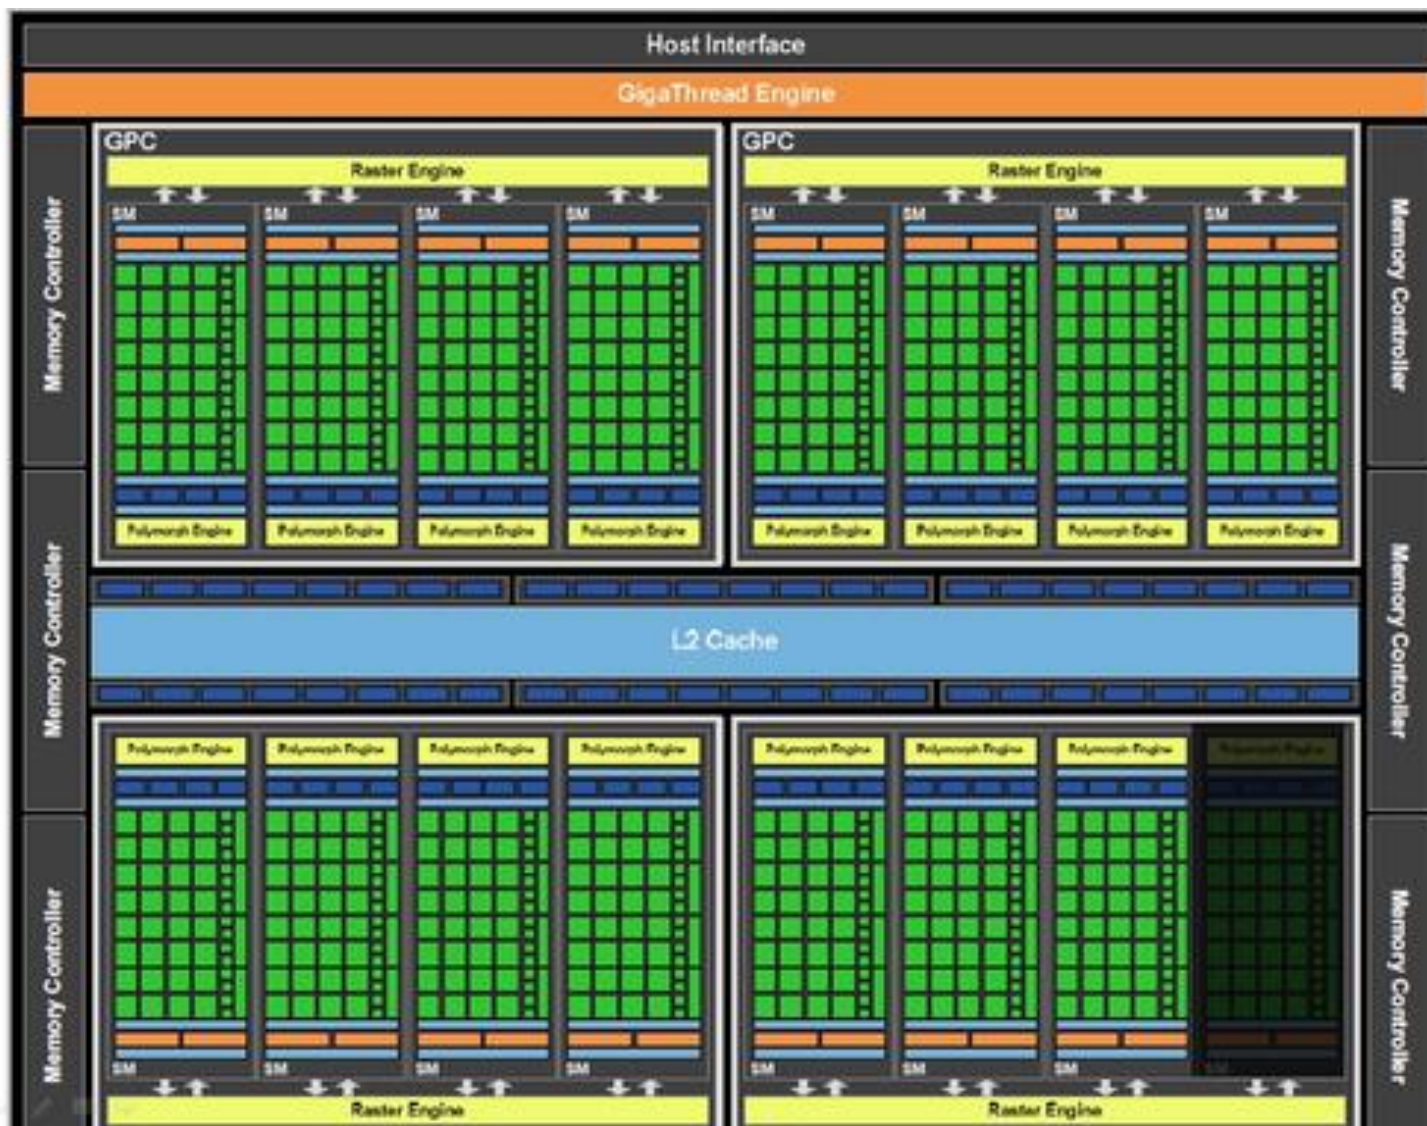 Host Interface
GigaThread Engine
GPC
GPC
Raster Engine
Raster Engine
SM
SM
SM
SM
SM
SM
SM
SM
Memory Controller
Memory Controller
Polymorph Engine
Polymorph Engine
Polymorph Engine
Polymorph Engine
Polymorph Engine
Polymorph Engine
Polymorph Engine
Polymorph Engine
Memory Controller
L2 Cache
Memory Controller
Polymorph Engine
Polymorph Engine
Polymorph Engine
Polymorph Engine
Polymorph Engine
Polymorph Engine
Polymorph Engine
Polymorph Engine
Memory Controller
Memory Controller
SM
SM
SM
SM
SM
SM
SM
Raster Engine
Raster Engine